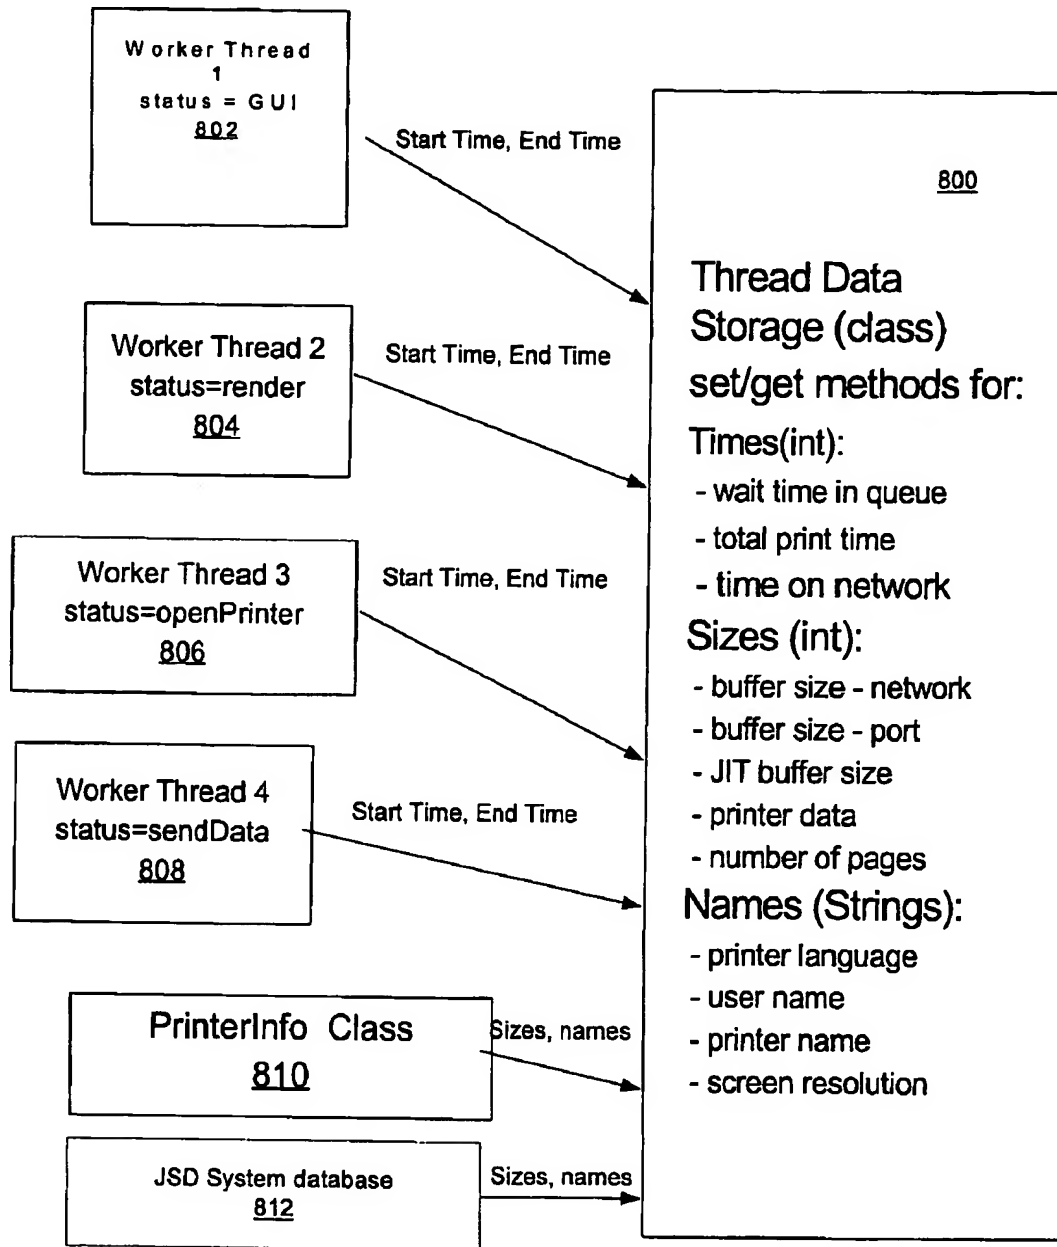 Worker Thread
1
status = GUI
802
Start Time, End Time
Worker Thread 2
status=render
804
Start Time, End Time
Worker Thread 3
status=openPrinter
806
Start Time, End Time
Worker Thread 4
status=sendData
808
Start Time, End Time
PrinterInfo Class
810
Sizes, names
JSD System database
812
Sizes, names
800
Thread Data
Storage (class)
set/get methods for:
Times(int):
- wait time in queue
- total print time
- time on network
Sizes (int):
- buffer size - network
- buffer size - port
- JIT buffer size
- printer data
- number of pages
Names (Strings):
- printer language
- user name
- printer name
- screen resolution